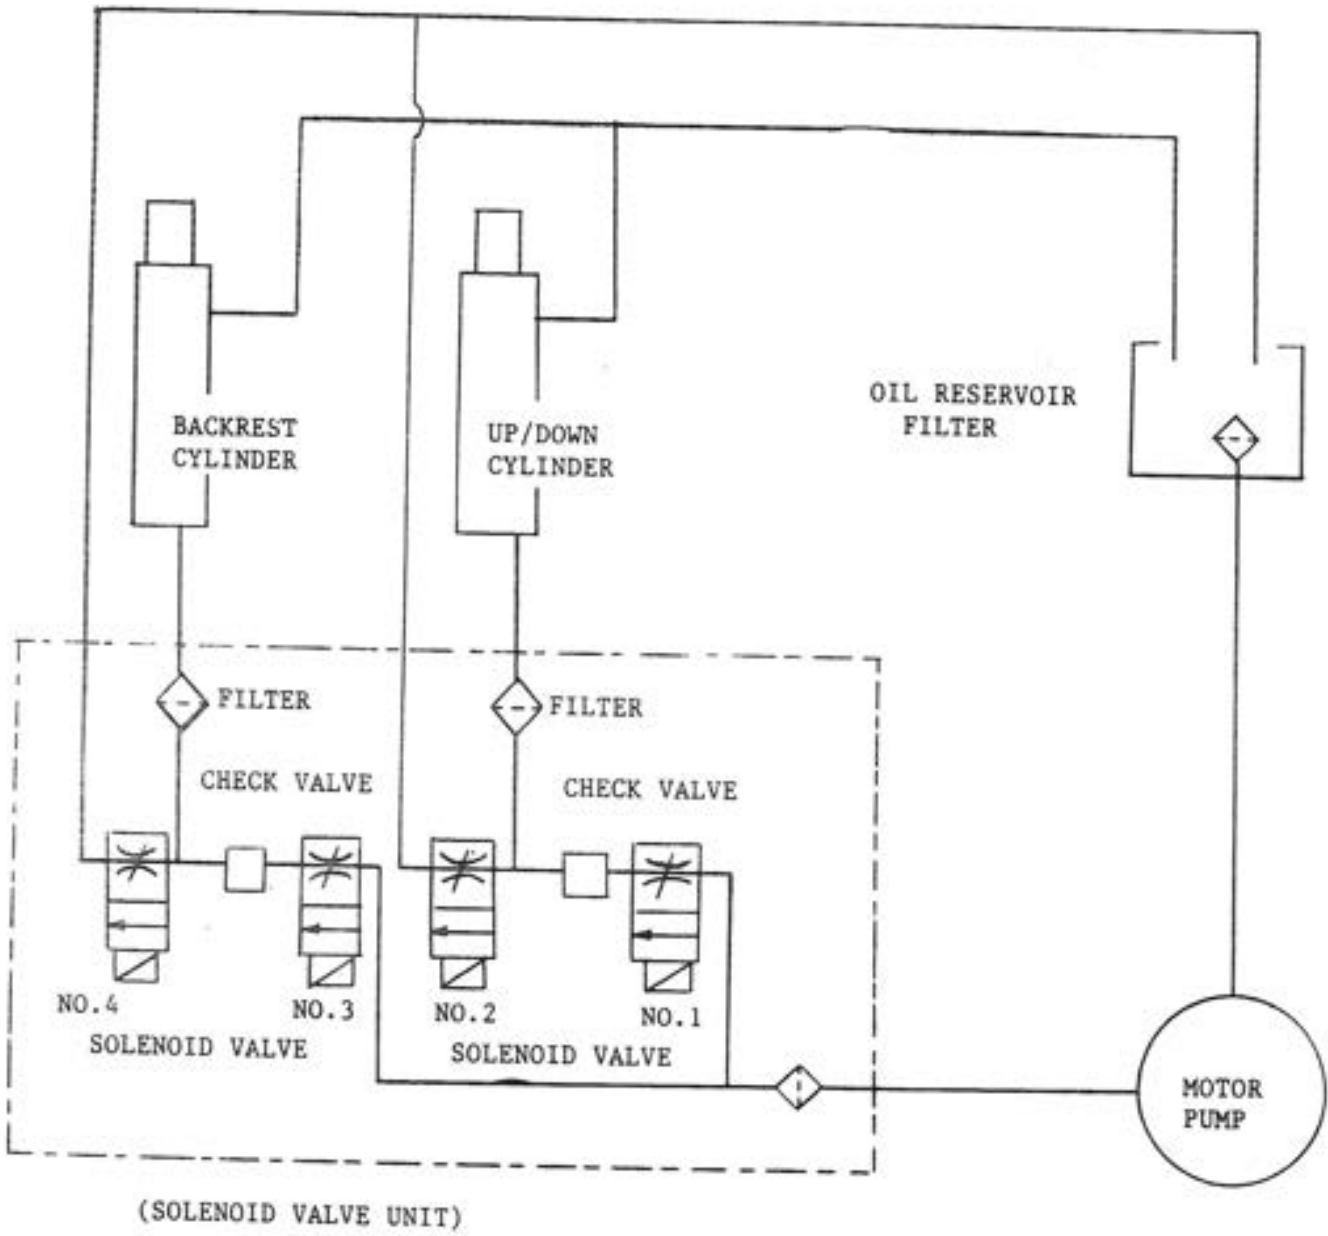 OIL RESERVOIR
FILTER
BACKREST
CYLINDER
UP/DOWN
CYLINDER
FILTER
FILTER
CHECK VALVE
CHECK VALVE
NO.4
NO.3
NO.2
NO.1
SOLENOID VALVE
SOLENOID VALVE
MOTOR
PUMP
(SOLENOID VALVE UNIT)